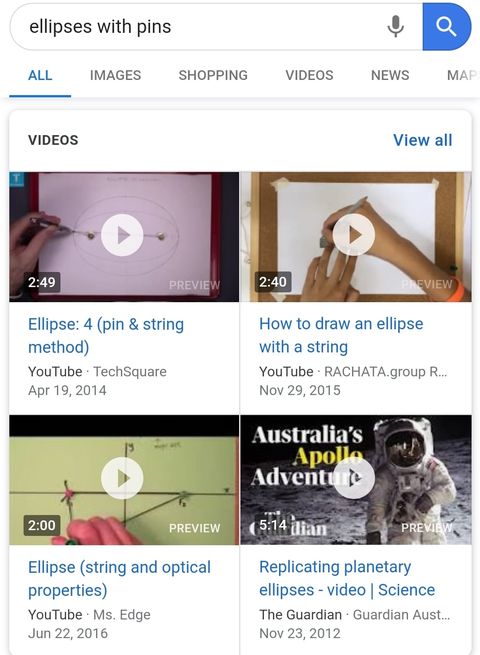 ellipses with pins
ALL IMAGES SHOPPING VIDEOS NEWS MAP
VIDEOS
View all
T
2:49
PREVIEW
Ellipse: 4 (pin & string
method)
YouTube · TechSquare
Apr 19, 2014
2:40
PREVIEW
How to draw an ellipse
with a string
YouTube · RACHATA.group R...
Nov 29, 2015
y
2:00
PREVIEW
Ellipse (string and optical
properties)
YouTube · Ms. Edge
Jun 22, 2016
Australia's
Apollo
Adventure
5:14
dian
PREVIEW
Replicating planetary
ellipses - video | Science
The Guardian · Guardian Aust...
Nov 23, 2012